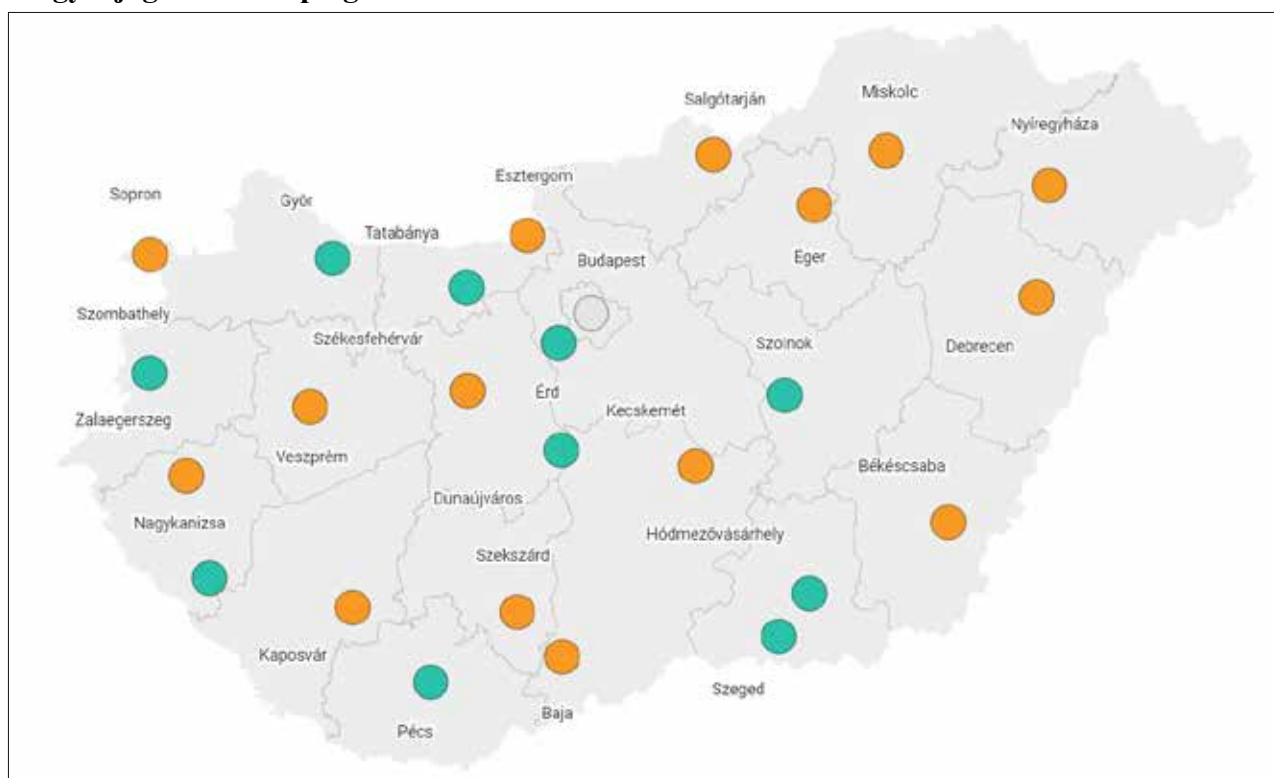 Salgótarján
Miskolc
Nyíregyháza
Esztergom
Sopron
Győr
Tatabánya
Budapest
Eger
Szombathely
Székesfehérvár
Szolnok
Debrecen
Érd
Kecskemét
Zalaegerszeg
Veszprém
Békéscsaba
Dunaújváros
Nagykanizsa
Hódmezővásárhely
Szekszárd
Kaposvár
Szeged
Baja
Pécs